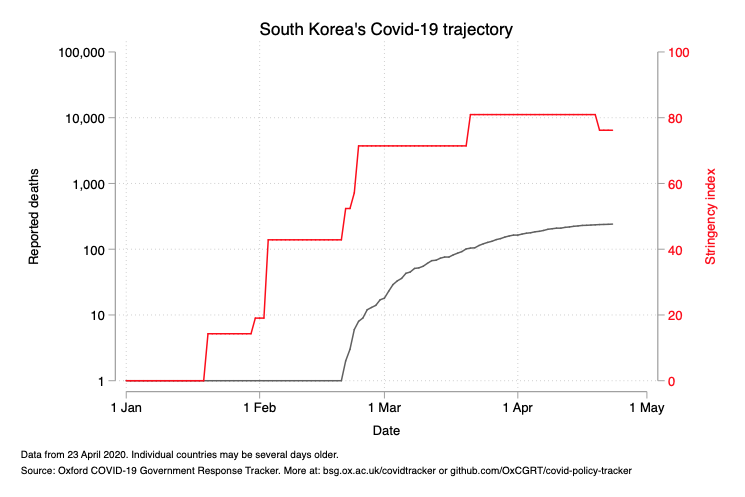 South Korea's Covid-19 trajectory
100,000
10,000
1,000
100
10
1
Reported deaths
100
80
60
40
20
0
Stringency index
1 Jan 1 Feb 1 Mar 1 Apr 1 May
Date
Data from 23 April 2020. Individual countries may be several days older.
Source: Oxford COVID-19 Government Response Tracker. More at: bsg.ox.ac.uk/covidtracker or github.com/OxCGRT/covid-policy-tracker